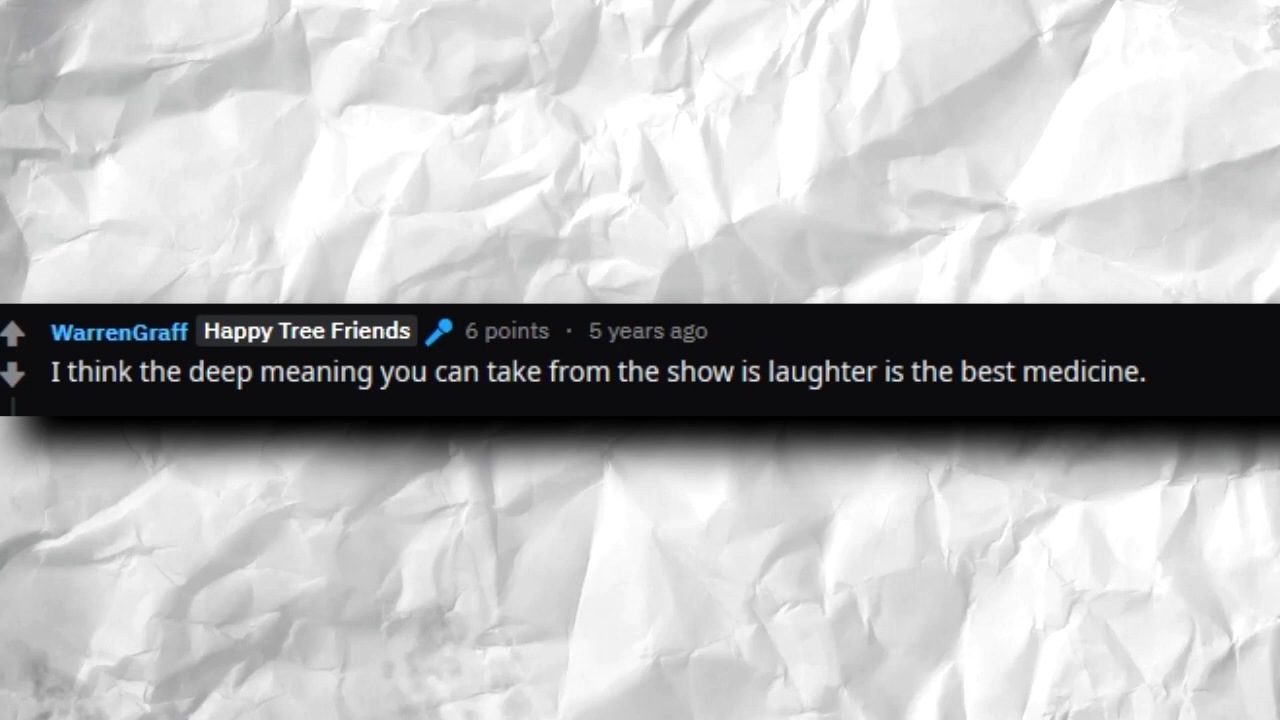 WarrenGraff Happy Tree Friends 6 points · 5 years ago
I think the deep meaning you can take from the show is laughter is the best medicine.